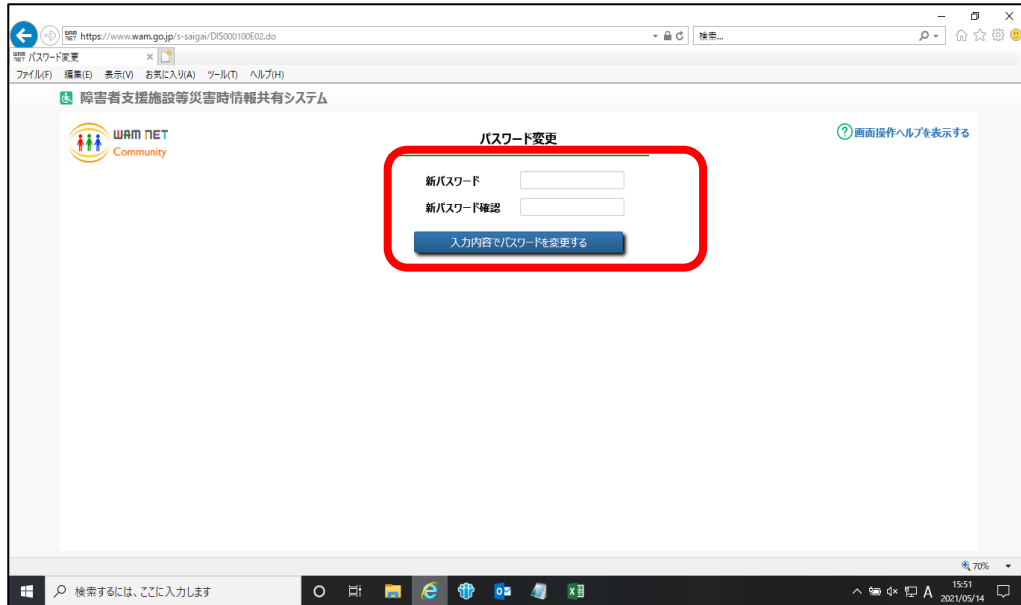 https://www.wam.go.jp/s-saigai/DIS000100E02.do
検索...
WAM NET パスワード変更
ファイル(F) 編集(E) 表示(V) お気に入り(A) ツール(T) ヘルプ(H)
障害者支援施設等災害時情報共有システム
WAM NET
Community
パスワード変更
?画面操作ヘルプを表示する
新パスワード
新パスワード確認
入力内容でパスワードを変更する
70%
検索するには、ここに入力します
A
15:51
2021/05/14